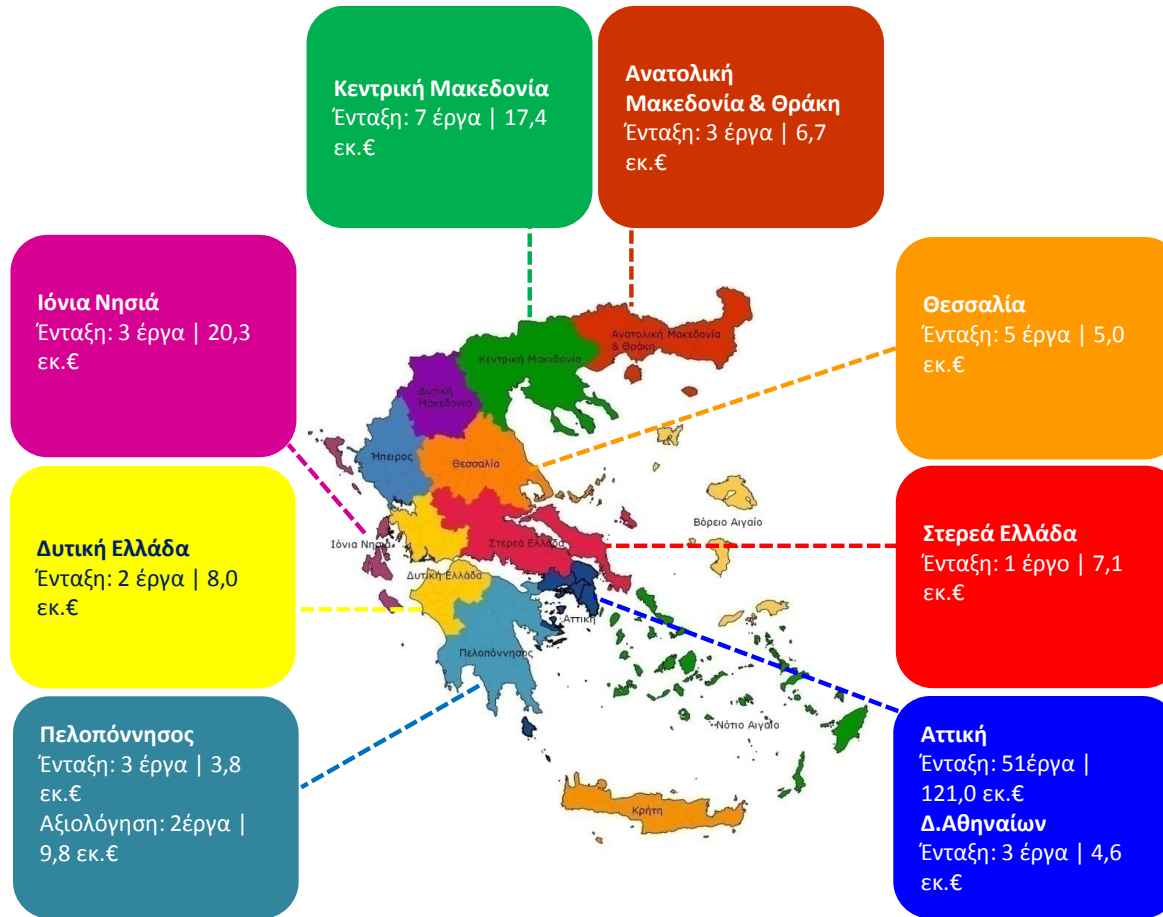 Κεντρική Μακεδονία
Ένταξη: 7 έργα | 17,4
εκ.€
Ανατολική
Μακεδονία & Θράκη
Ένταξη: 3 έργα | 6,7
εκ.€
Ιόνια Νησιά
Ένταξη: 3 έργα | 20,3
εκ.€
Θεσσαλία
Ένταξη: 5 έργα | 5,0
εκ.€
Δυτική Ελλάδα
Ένταξη: 2 έργα | 8,0
εκ.€
Στερεά Ελλάδα
Ένταξη: 1 έργο | 7,1
εκ.€
Πελοπόννησος
Ένταξη: 3 έργα | 3,8
εκ.€
Αξιολόγηση: 2έργα |
9,8 εκ.€
Αττική
Ένταξη: 51έργα |
121,0 εκ.€
Δ.Αθηναίων
Ένταξη: 3 έργα | 4,6
εκ.€
Ανατολική Μακεδονία
& Θράκη
Κεντρική Μακεδονία
Δυτική
Μακεδονία
Ήπειρος
Θεσσαλία
Βόρειο Αιγαίο
Ιόνια Νησιά
Στερεά Ελλάδα
Δυτική Ελλάδα
Αττική
Πελοπόννησος
Νότιο Αιγαίο
Κρήτη